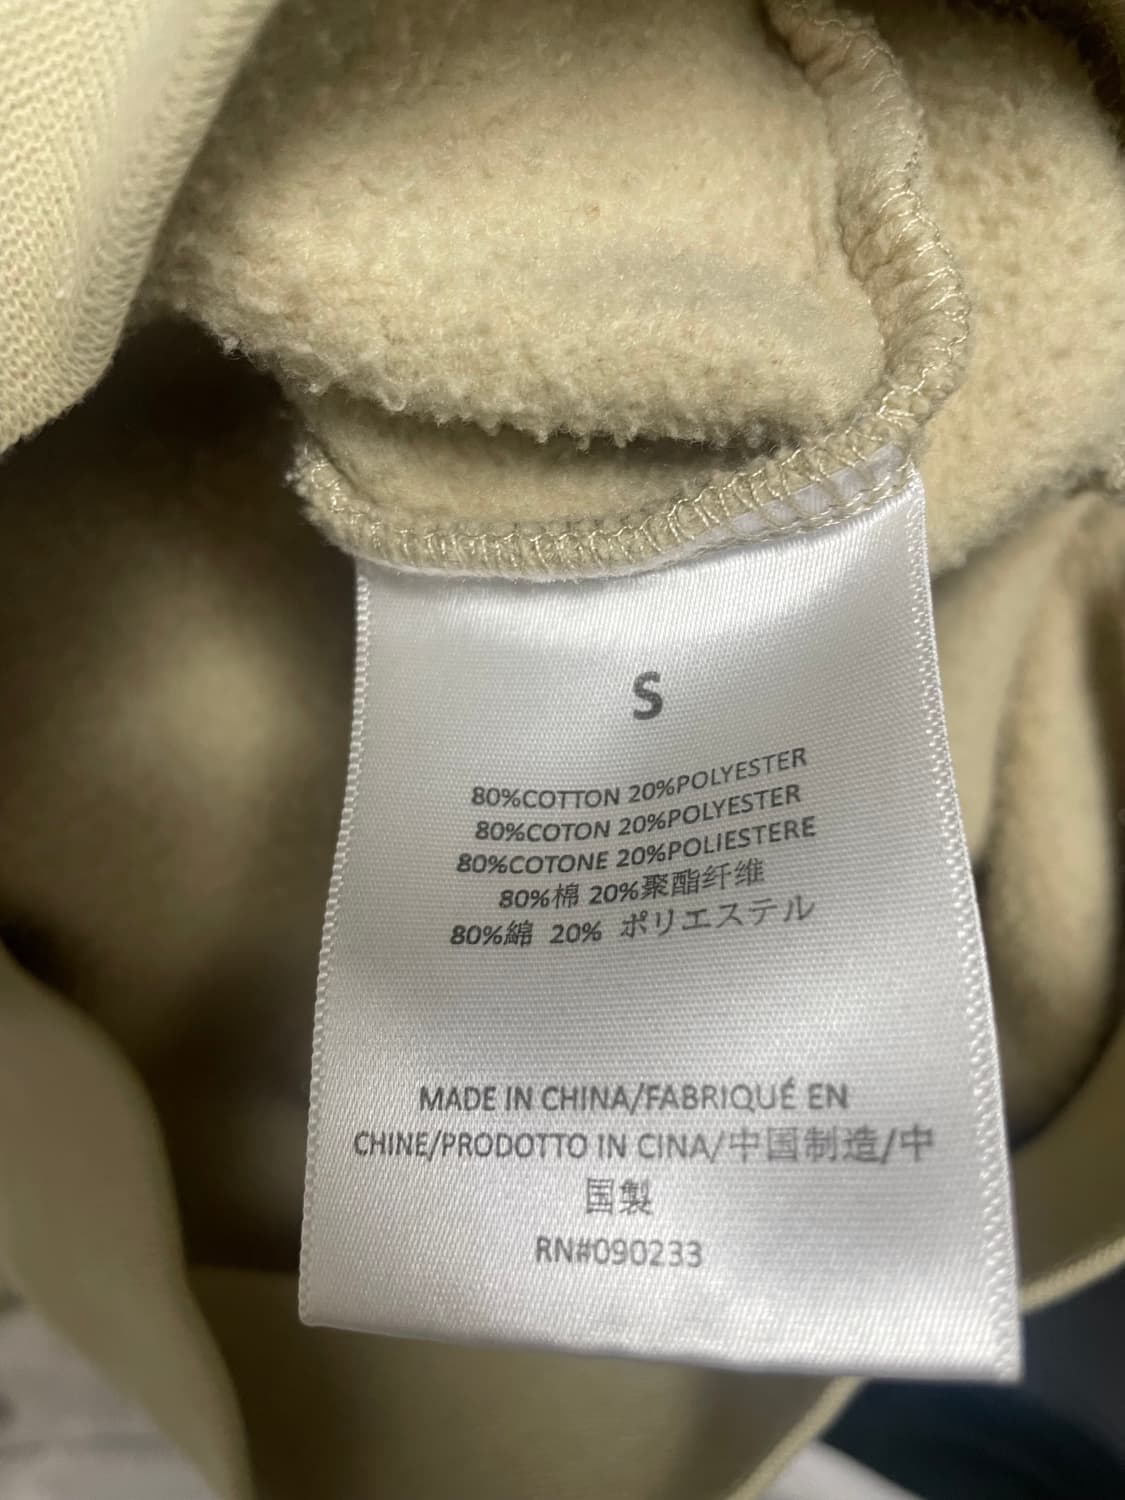 S
80%COTTON 20%POLYESTER
80%COTON 20%POLYESTER
80%COTONE 20%POLIESTERE
80%棉 20%聚酯纤维
80%綿 20% ポリエステル
MADE IN CHINA/FABRIQUÉ EN
CHINE/PRODOTTO IN CINA/中国制造/中
国製
RN#090233